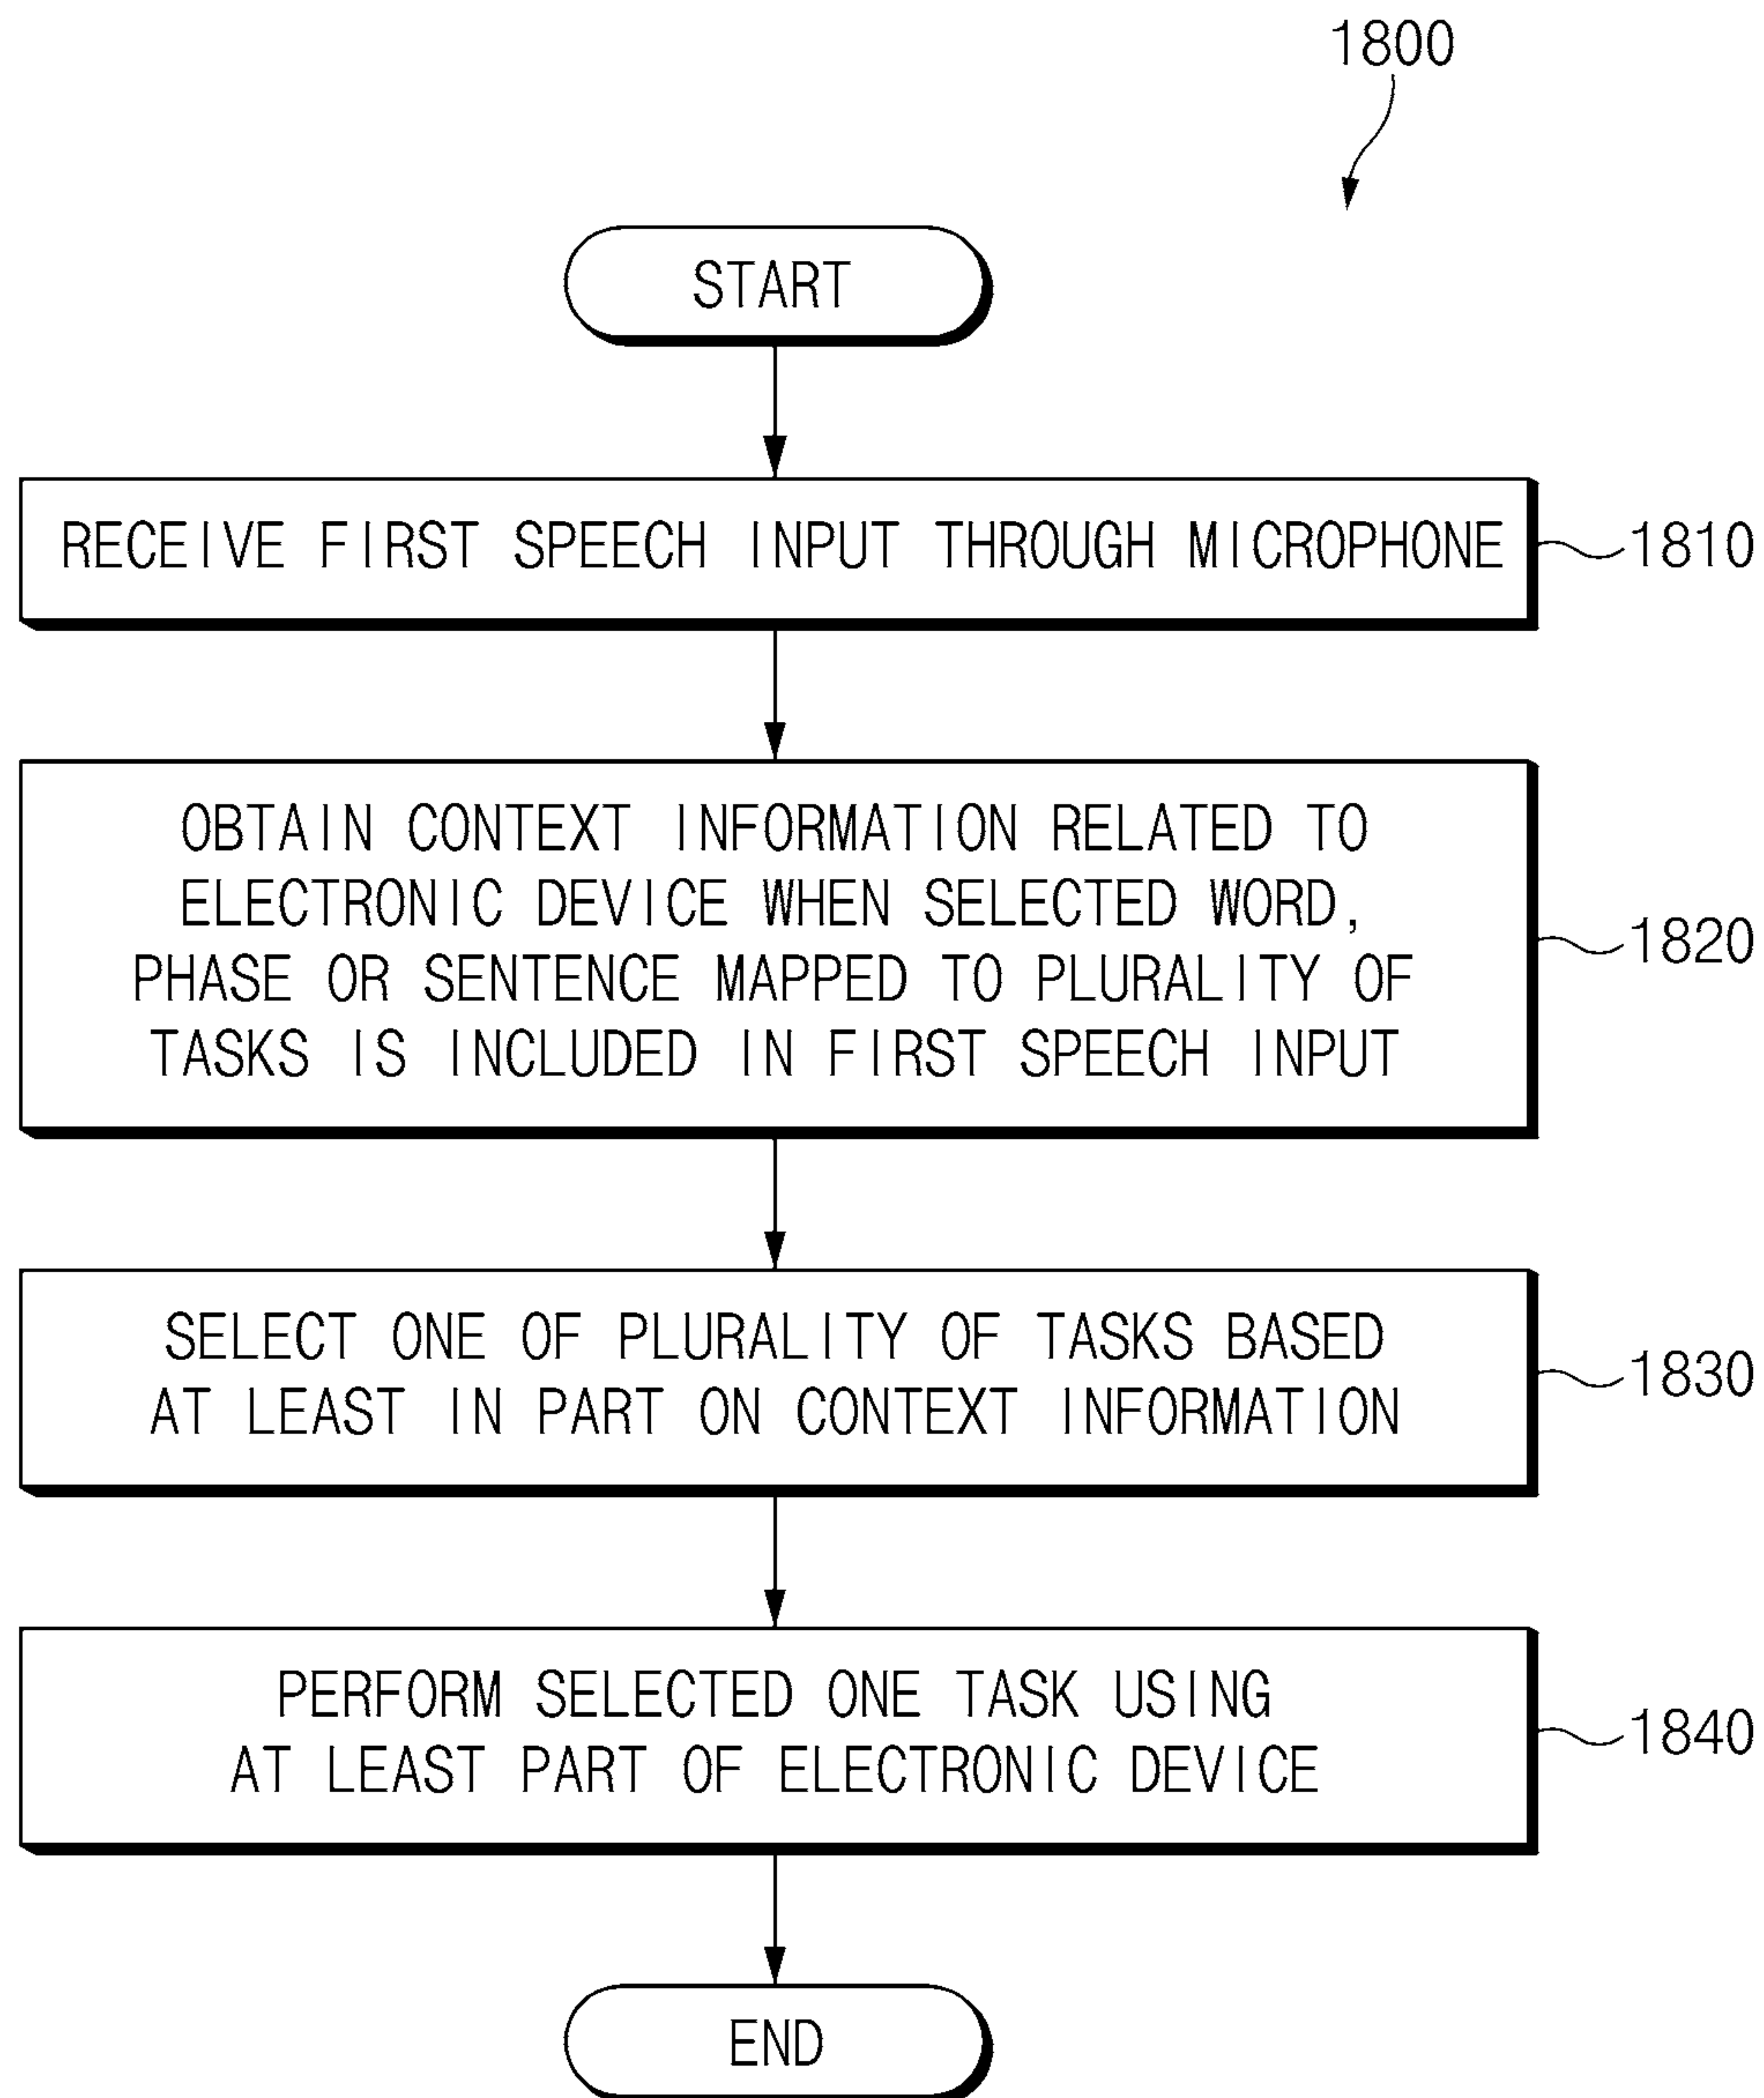 1800
START
RECEIVE FIRST SPEECH INPUT THROUGH MICROPHONE
1810
OBTAIN CONTEXT INFORMATION RELATED TO
ELECTRONIC DEVICE WHEN SELECTED WORD,
PHASE OR SENTENCE MAPPED TO PLURALITY OF
TASKS IS INCLUDED IN FIRST SPEECH INPUT
1820
SELECT ONE OF PLURALITY OF TASKS BASED
AT LEAST IN PART ON CONTEXT INFORMATION
1830
PERFORM SELECTED ONE TASK USING
AT LEAST PART OF ELECTRONIC DEVICE
1840
END